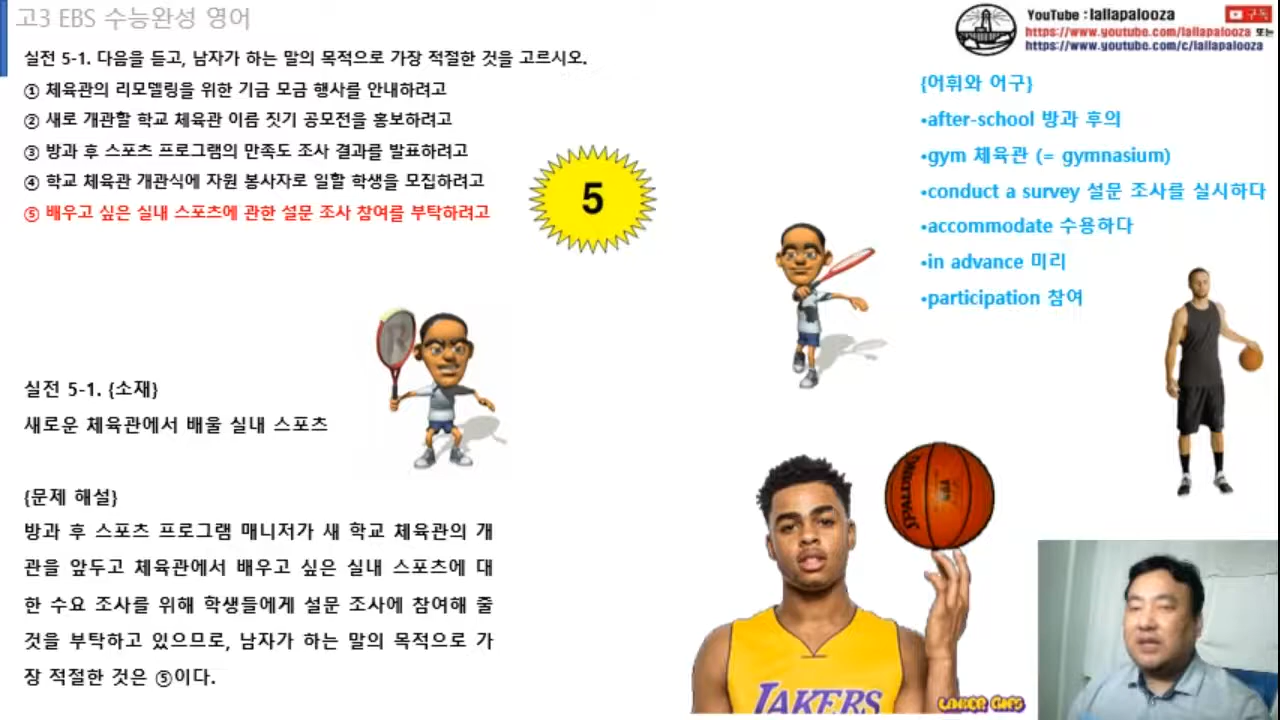 고3 EBS 수능완성 영어
YouTube : lallapalooza
구독
https://www.youtube.com/lallapalooza 또는
https://www.youtube.com/c/lallapalooza
실전 5-1. 다음을 듣고, 남자가 하는 말의 목적으로 가장 적절한 것을 고르시오.
① 체육관의 리모델링을 위한 기금 모금 행사를 안내하려고
② 새로 개관할 학교 체육관 이름 짓기 공모전을 홍보하려고
③ 방과 후 스포츠 프로그램의 만족도 조사 결과를 발표하려고
④ 학교 체육관 개관식에 자원 봉사자로 일할 학생을 모집하려고
⑤ 배우고 싶은 실내 스포츠에 관한 설문 조사 참여를 부탁하려고
5
{어휘와 어구}
•after-school 방과 후의
•gym 체육관 (= gymnasium)
•conduct a survey 설문 조사를 실시하다
•accommodate 수용하다
•in advance 미리
•participation 참여
실전 5-1. {소재}
새로운 체육관에서 배울 실내 스포츠
{문제 해설}
방과 후 스포츠 프로그램 매니저가 새 학교 체육관의 개
관을 앞두고 체육관에서 배우고 싶은 실내 스포츠에 대
한 수요 조사를 위해 학생들에게 설문 조사에 참여해 줄
것을 부탁하고 있으므로, 남자가 하는 말의 목적으로 가
장 적절한 것은 ⑤이다.
SPALDING
LAKERS